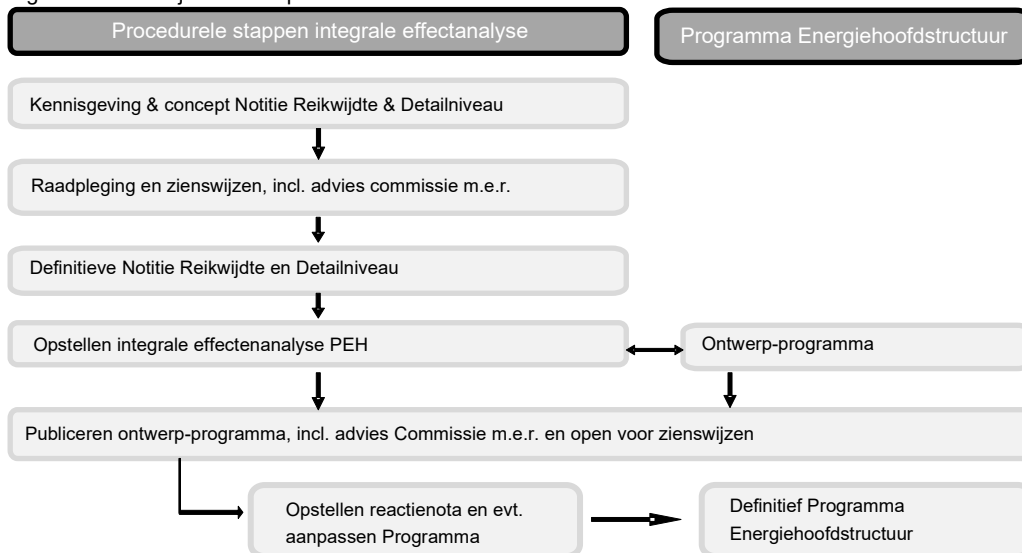 Procedurele stappen integrale effectanalyse
Programma Energiehoofdstructuur
Kennisgeving & concept Notitie Reikwijdte & Detailniveau
Raadpleging en zienswijzen, incl. advies commissie m.e.r.
Definitieve Notitie Reikwijdte en Detailniveau
Opstellen integrale effectenanalyse PEH
Ontwerp-programma
Publiceren ontwerp-programma, incl. advies Commissie m.e.r. en open voor zienswijzen
Opstellen reactienota en evt.
aanpassen Programma
Definitief Programma
Energiehoofdstructuur